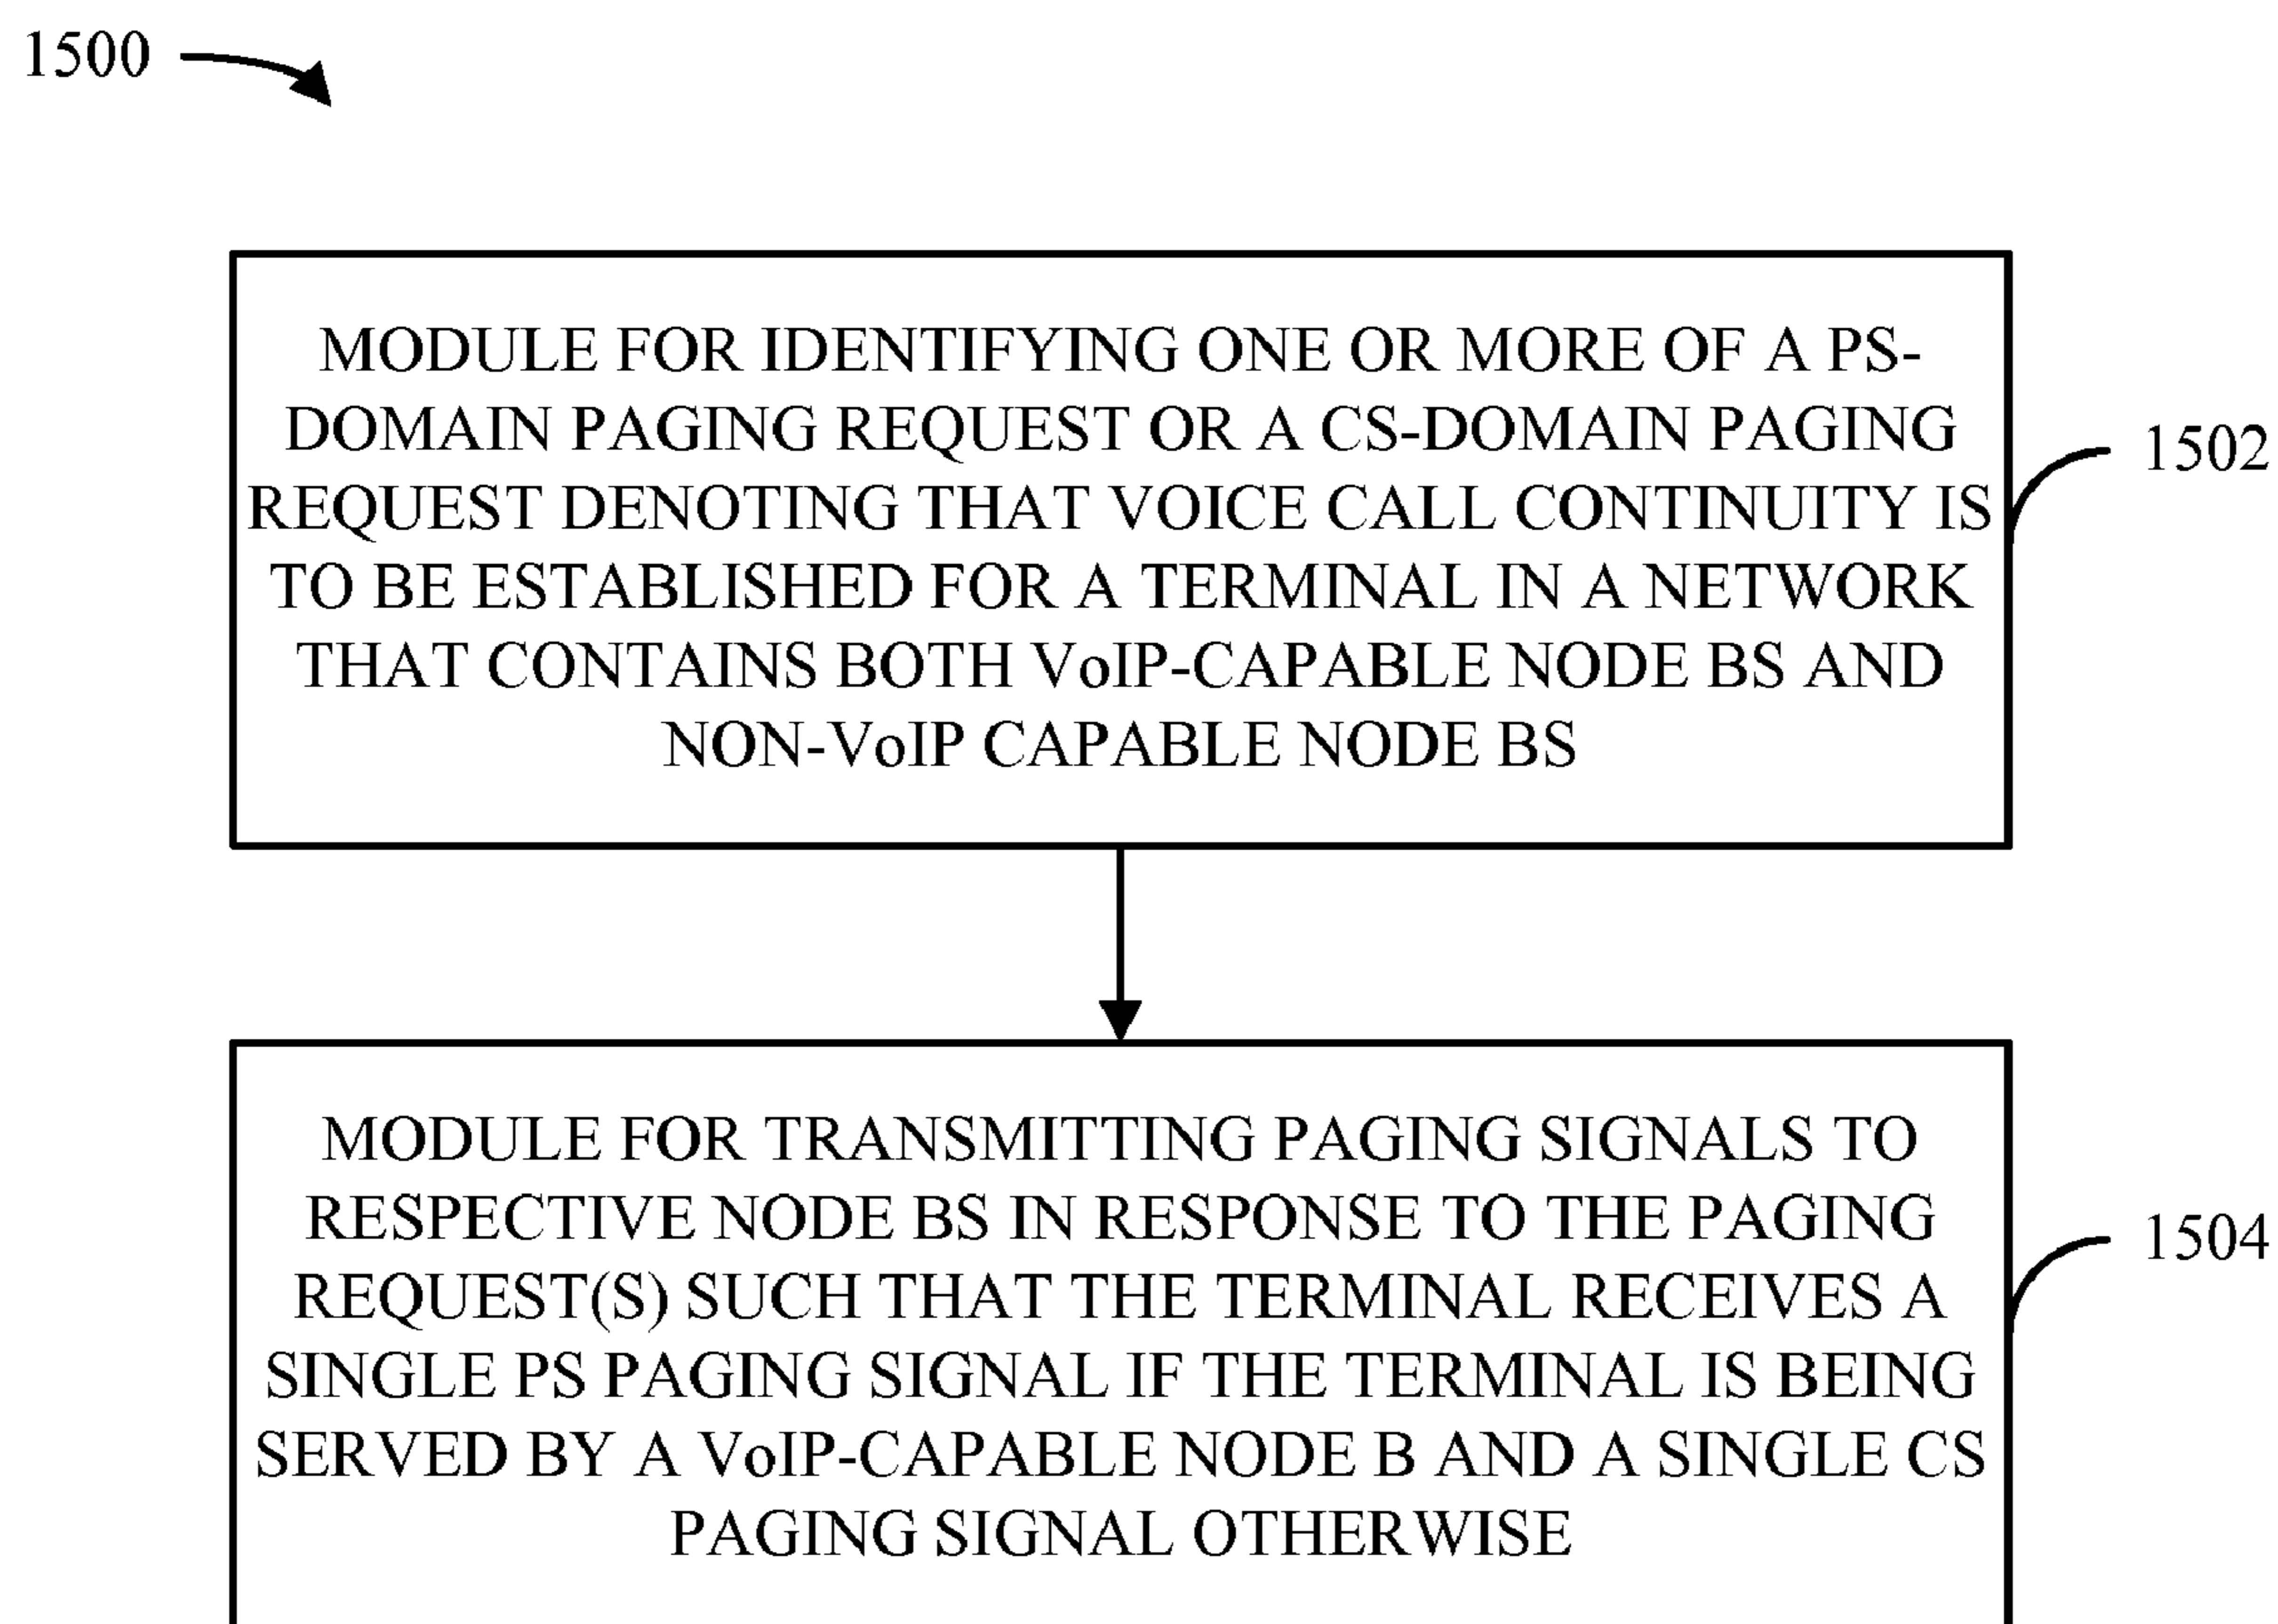 1500
MODULE FOR IDENTIFYING ONE OR MORE OF A PS-
DOMAIN PAGING REQUEST OR A CS-DOMAIN PAGING
REQUEST DENOTING THAT VOICE CALL CONTINUITY IS
TO BE ESTABLISHED FOR A TERMINAL IN A NETWORK
THAT CONTAINS BOTH VoIP-CAPABLE NODE BS AND
NON-VoIP CAPABLE NODE BS
1502
MODULE FOR TRANSMITTING PAGING SIGNALS TO
RESPECTIVE NODE BS IN RESPONSE TO THE PAGING
REQUEST(S) SUCH THAT THE TERMINAL RECEIVES A
SINGLE PS PAGING SIGNAL IF THE TERMINAL IS BEING
SERVED BY A VoIP-CAPABLE NODE B AND A SINGLE CS
PAGING SIGNAL OTHERWISE
1504